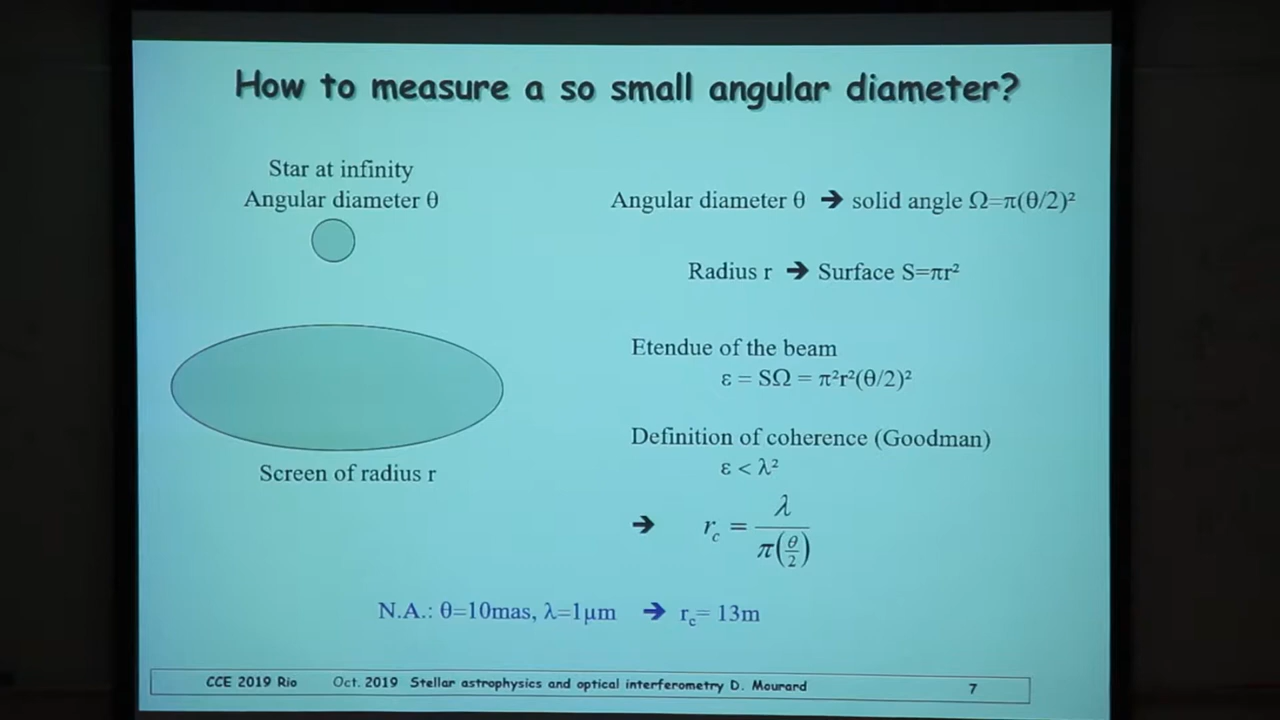 How to measure a so small angular diameter?
Star at infinity
Angular diameter θ
Angular diameter θ ➔ solid angle Ω=π(θ/2)²
Radius r ➔ Surface S=πr²
Etendue of the beam
ε = SΩ = π²r²(θ/2)²
Definition of coherence (Goodman)
ε < λ²
Screen of radius r
➔ r_c = λ / π(θ/2)
N.A.: θ=10mas, λ=1μm ➔ r_c= 13m
CCE 2019 Rio Oct. 2019 Stellar astrophysics and optical interferometry D. Mourard 7